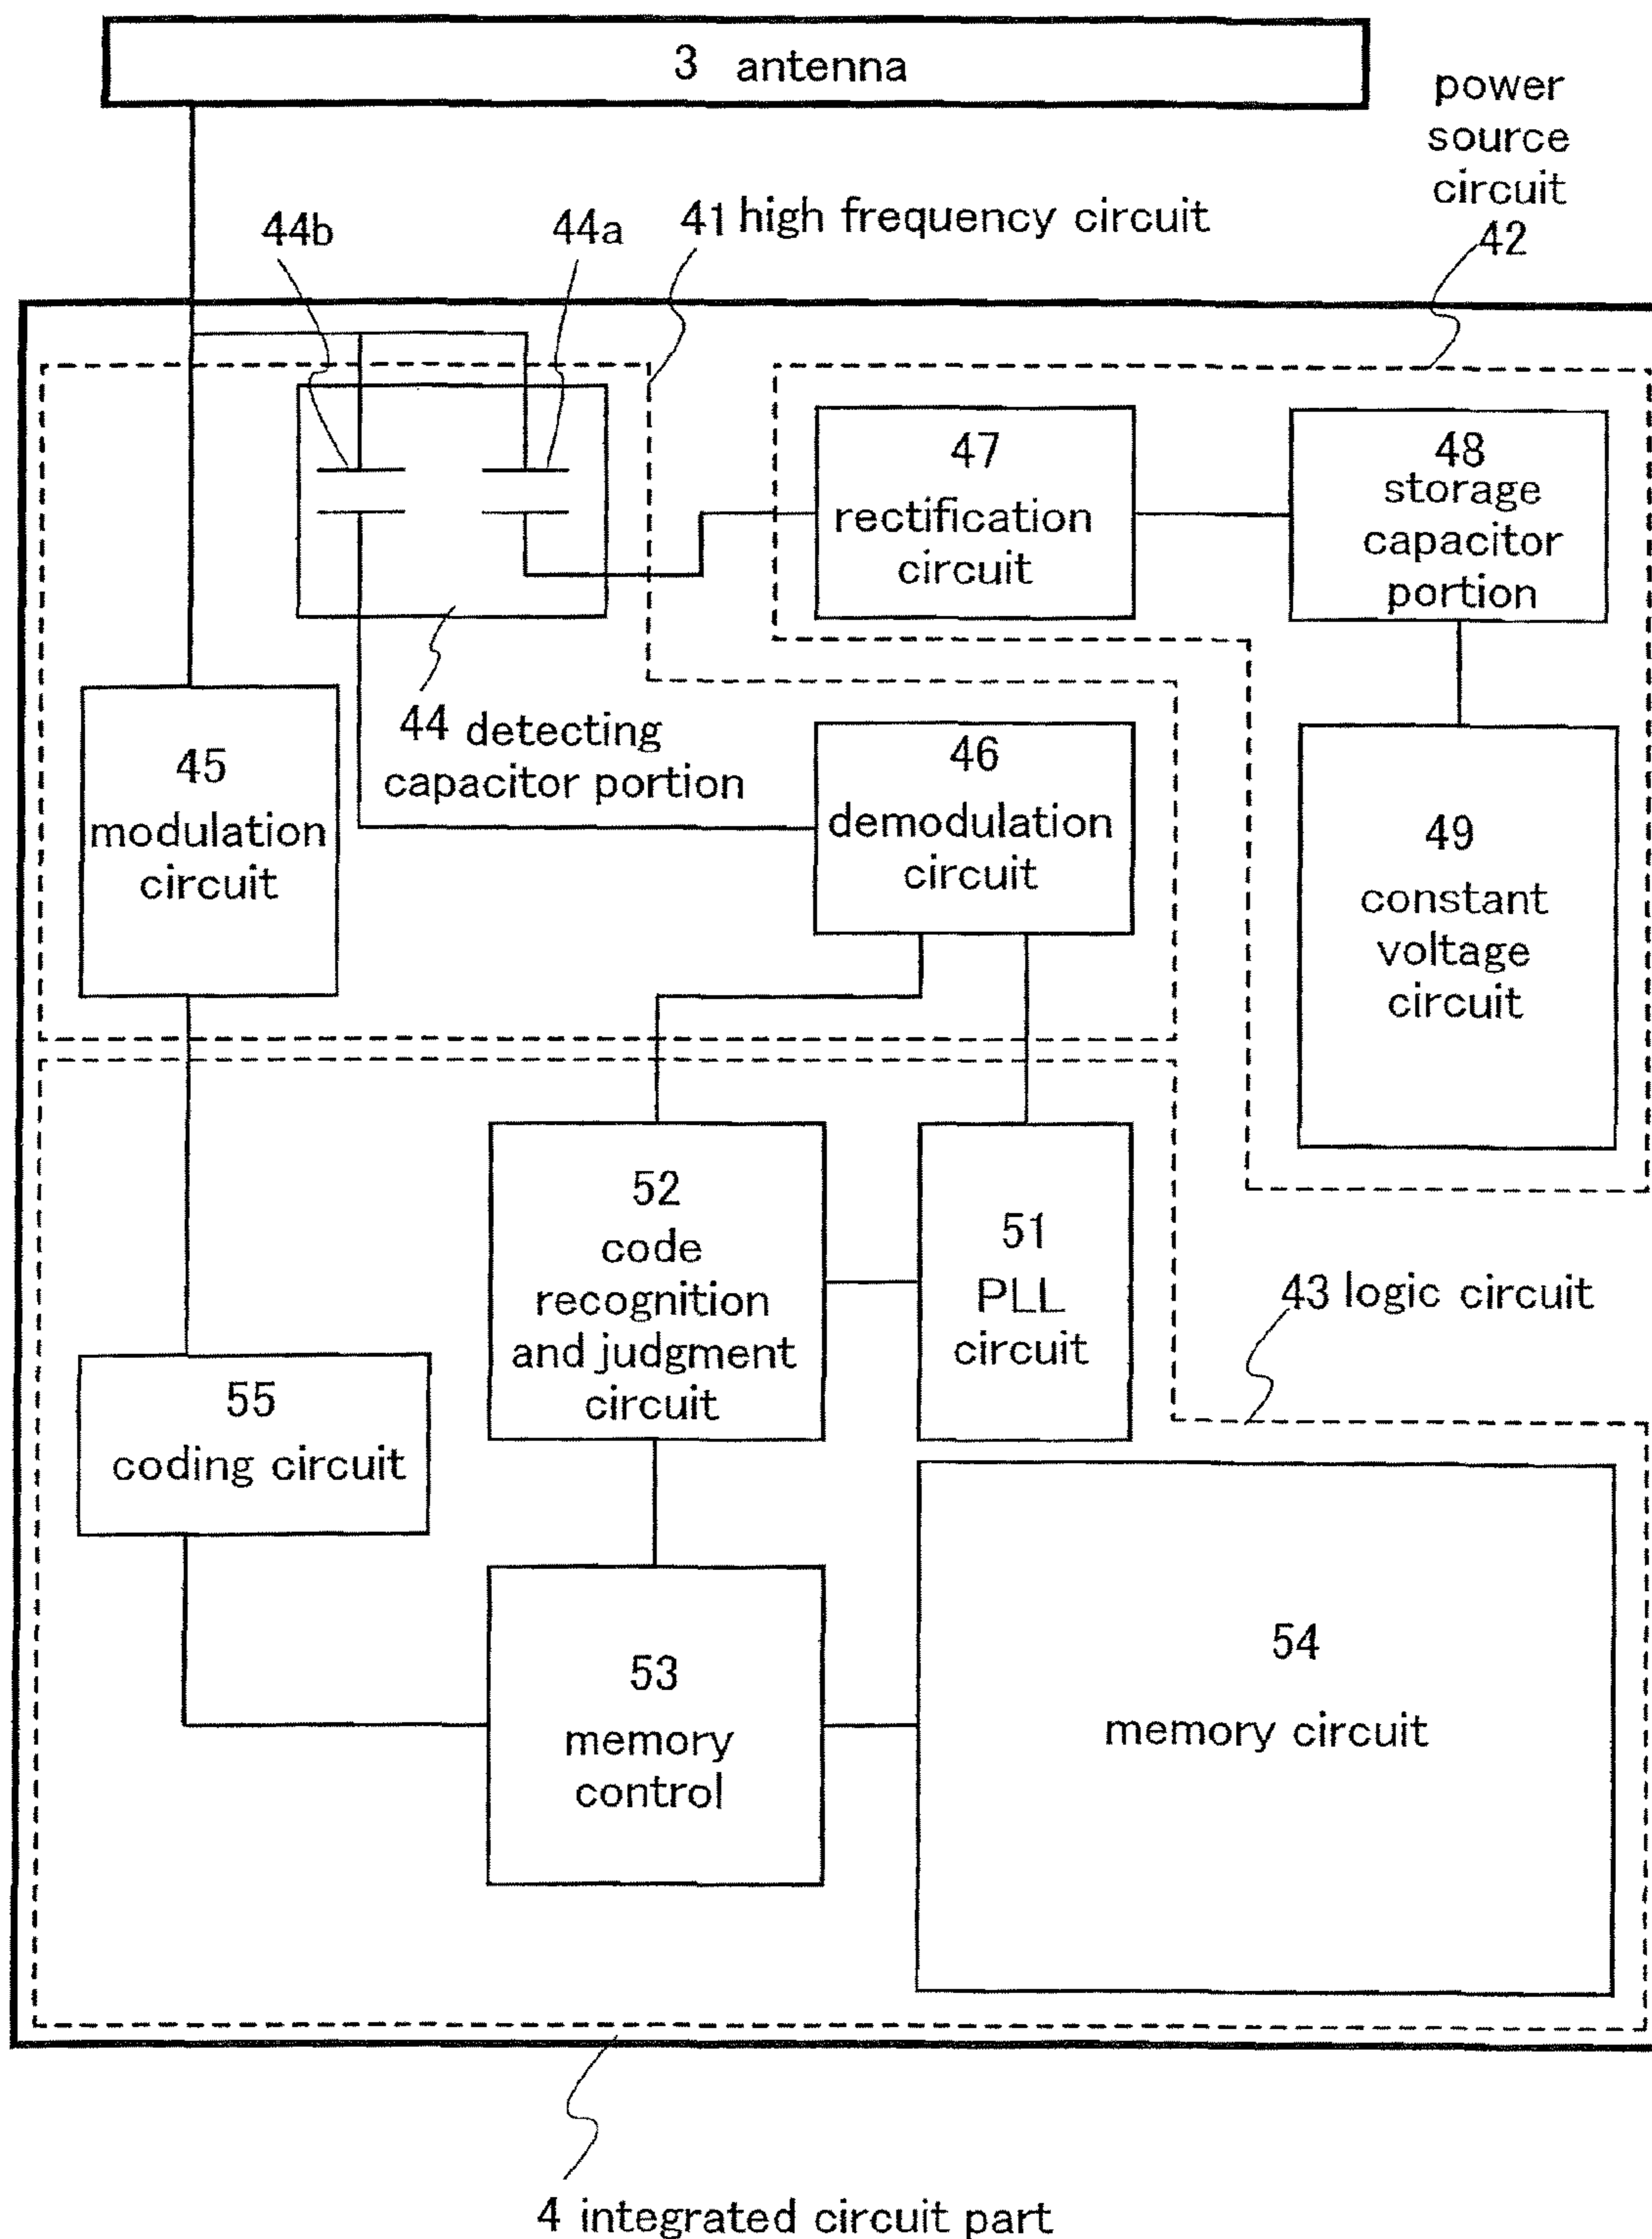 3 antenna
power
source
circuit
42
44b
44a
41 high frequency circuit
47
rectification
circuit
48
storage
capacitor
portion
44 detecting
capacitor portion
45
modulation
circuit
46
demodulation
circuit
49
constant
voltage
circuit
52
code
recognition
and judgment
circuit
51
PLL
circuit
43 logic circuit
55
coding circuit
53
memory
control
54
memory circuit
4 integrated circuit part